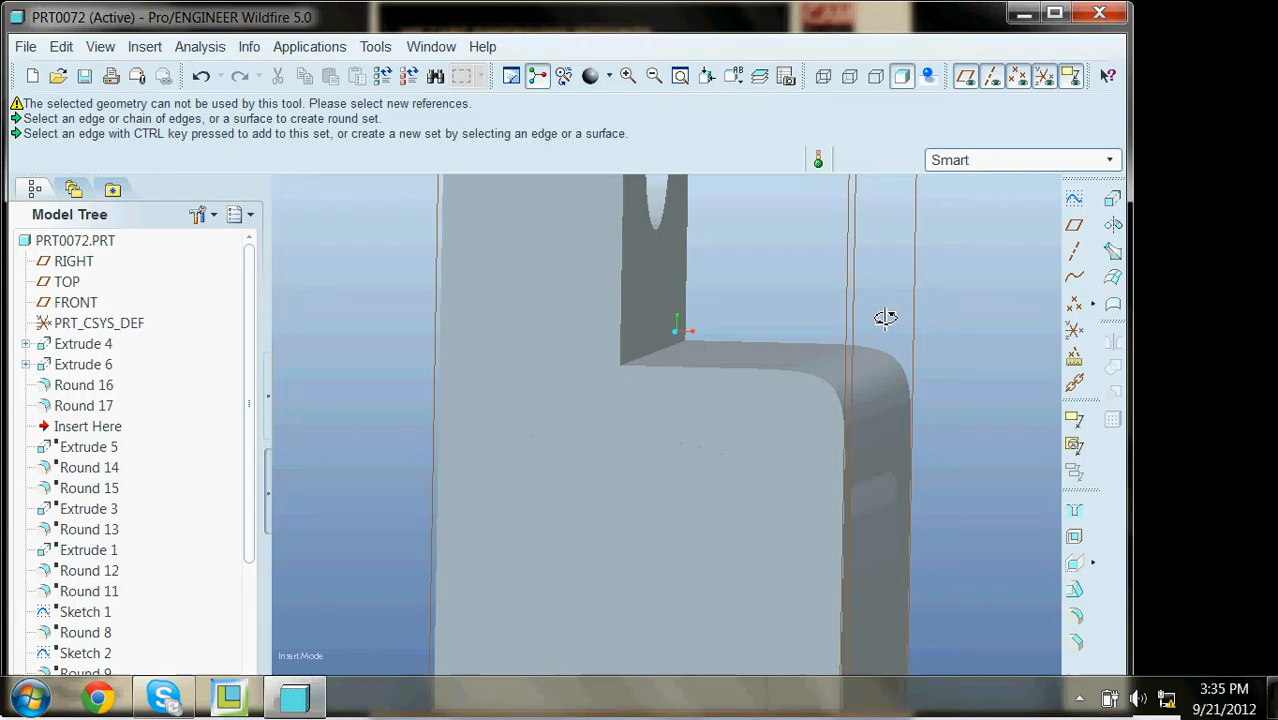 PRT0072 (Active) - Pro/ENGINEER Wildfire 5.0
File Edit View Insert Analysis Info Applications Tools Window Help
The selected geometry can not be used by this tool. Please select new references.
Select an edge or chain of edges, or a surface to create round set.
Select an edge with CTRL key pressed to add to this set, or create a new set by selecting an edge or a surface.
Smart
Model Tree
PRT0072.PRT
RIGHT
TOP
FRONT
PRT_CSYS_DEF
Extrude 4
Extrude 6
Round 16
Round 17
Insert Here
Extrude 5
Round 14
Round 15
Extrude 3
Round 13
Extrude 1
Round 12
Round 11
Sketch 1
Round 8
Sketch 2
Round 9
Insert Mode
3:35 PM
9/21/2012